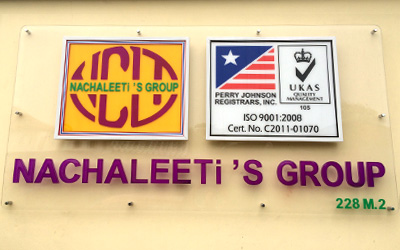 NCLT
NACHALEETI 'S GROUP
PERRY JOHNSON
REGISTRARS, INC.
UKAS
QUALITY
MANAGEMENT
105
ISO 9001:2008
Cert. No. C2011-01070
NACHALEETi 'S GROUP
228 M.2